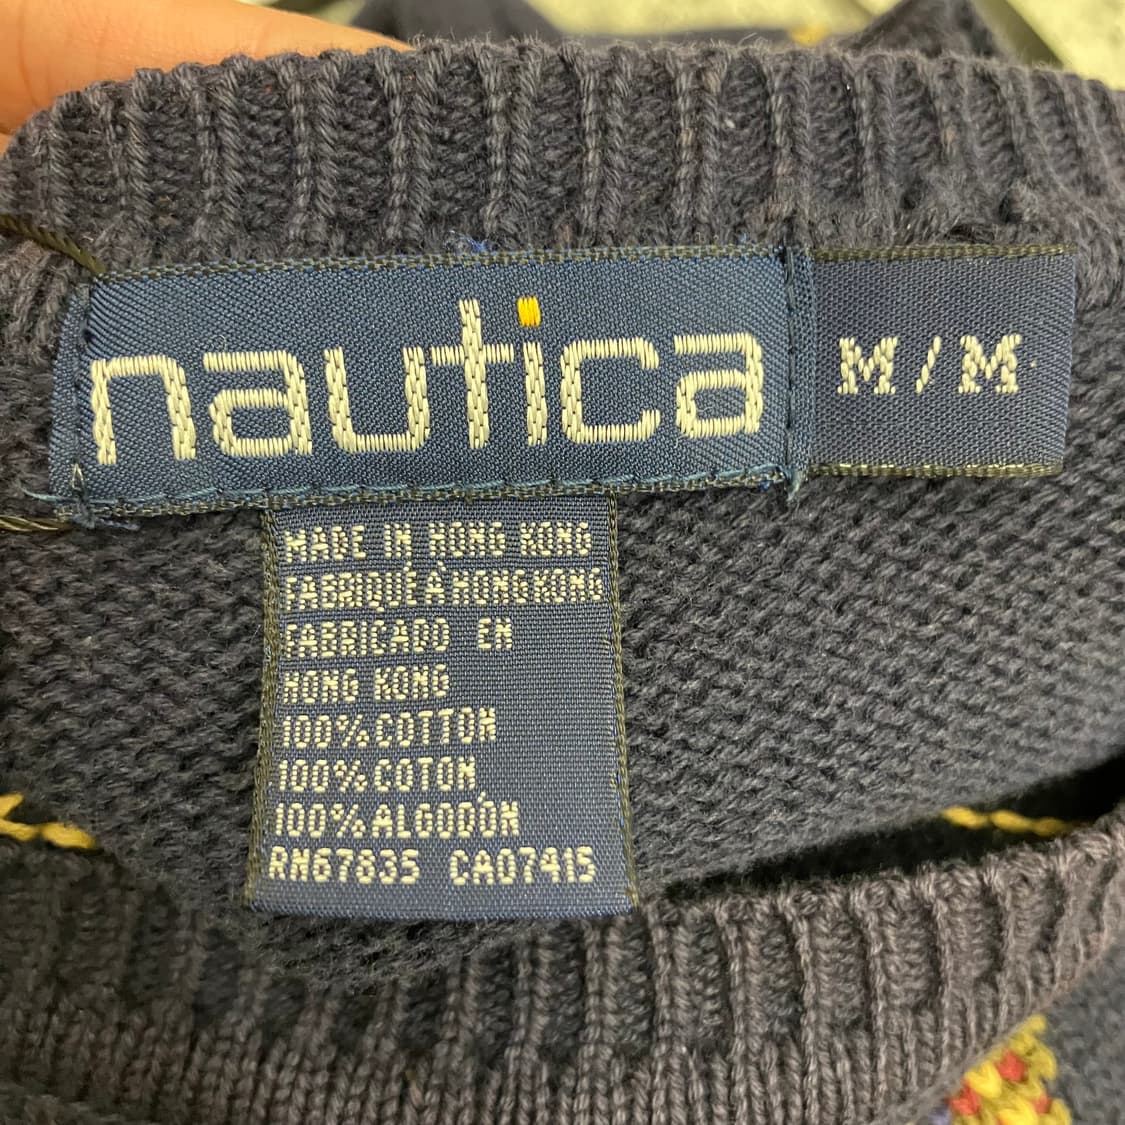 nautica
M/M
MADE IN HONG KONG
FABRIQUÉ À HONG KONG
FABRICADO EN
HONG KONG
100% COTTON
100% COTON
100% ALGODÓN
RN67835 CA07415